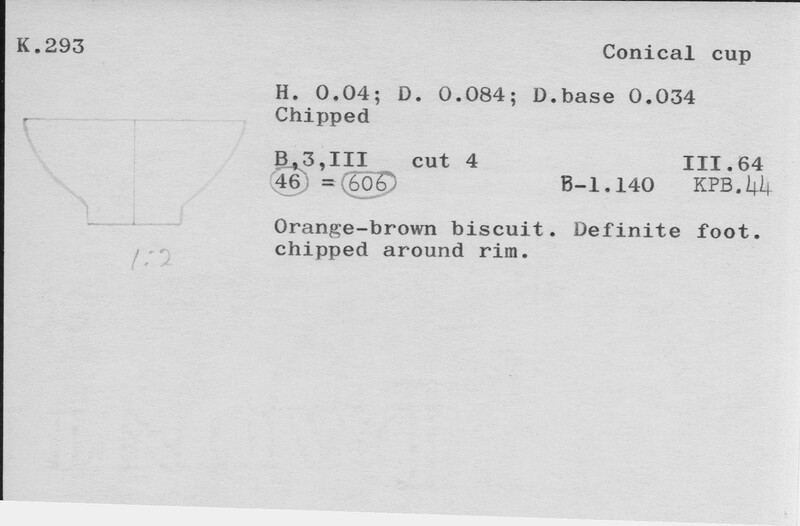 K.293
Conical cup
H. 0.04; D. 0.084; D.base 0.034
Chipped
B,3,III cut 4 III.64
46 = 606 B-1.140 KPB.44
Orange-brown biscuit. Definite foot.
chipped around rim.
1:2